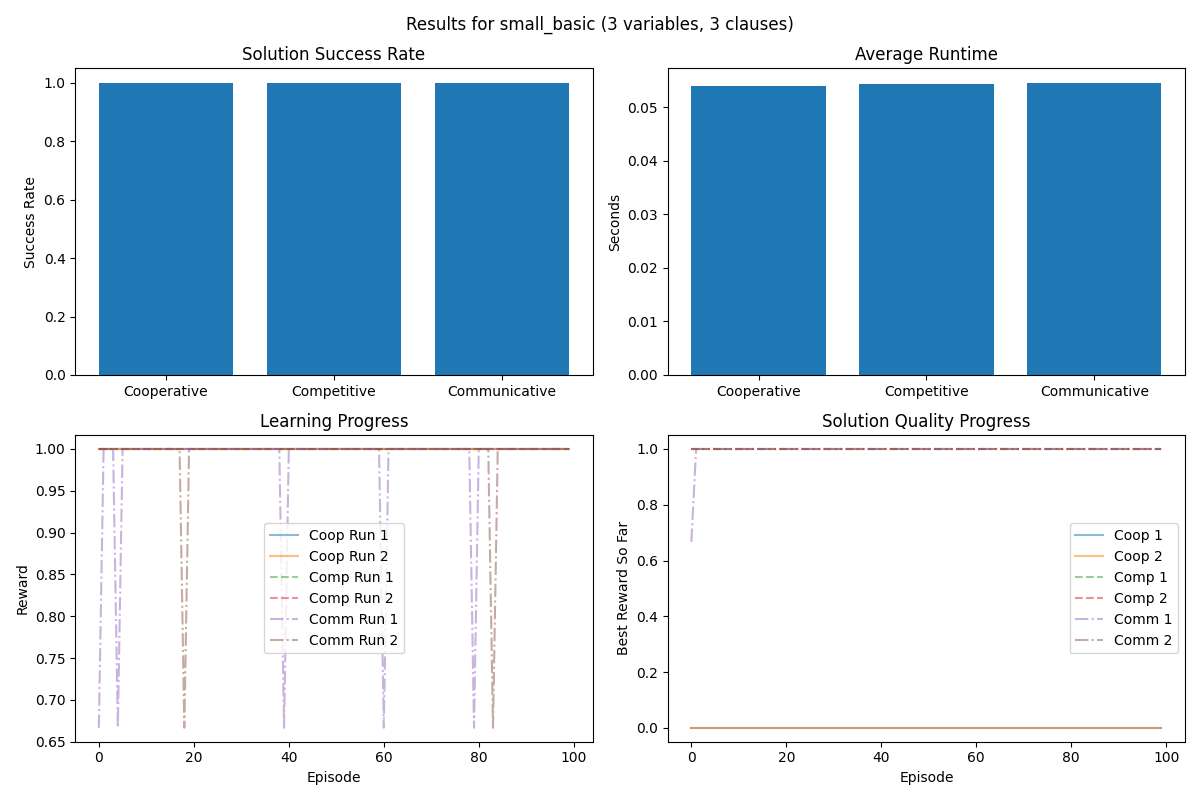 Results for small_basic (3 variables, 3 clauses)
Solution Success Rate
Success Rate
1.0
0.8
0.6
0.4
0.2
0.0
Cooperative Competitive Communicative
Average Runtime
Seconds
0.05
0.04
0.03
0.02
0.01
0.00
Cooperative Competitive Communicative
Learning Progress
Reward
1.00
0.95
0.90
0.85
0.80
0.75
0.70
0.65
Coop Run 1
Coop Run 2
Comp Run 1
Comp Run 2
Comm Run 1
Comm Run 2
0 20 40 60 80 100
Episode
Solution Quality Progress
Best Reward So Far
1.0
0.8
0.6
0.4
0.2
0.0
Coop 1
Coop 2
Comp 1
Comp 2
Comm 1
Comm 2
0 20 40 60 80 100
Episode